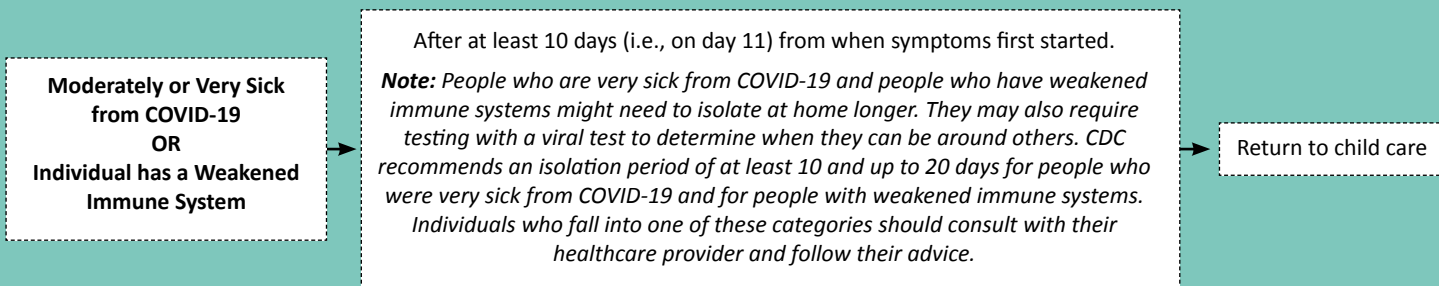 Moderately or Very Sick
from COVID-19
OR
Individual has a Weakened
Immune System
After at least 10 days (i.e., on day 11) from when symptoms first started.
Note: People who are very sick from COVID-19 and people who have weakened
immune systems might need to isolate at home longer. They may also require
testing with a viral test to determine when they can be around others. CDC
recommends an isolation period of at least 10 and up to 20 days for people who
were very sick from COVID-19 and for people with weakened immune systems.
Individuals who fall into one of these categories should consult with their
healthcare provider and follow their advice.
Return to child care